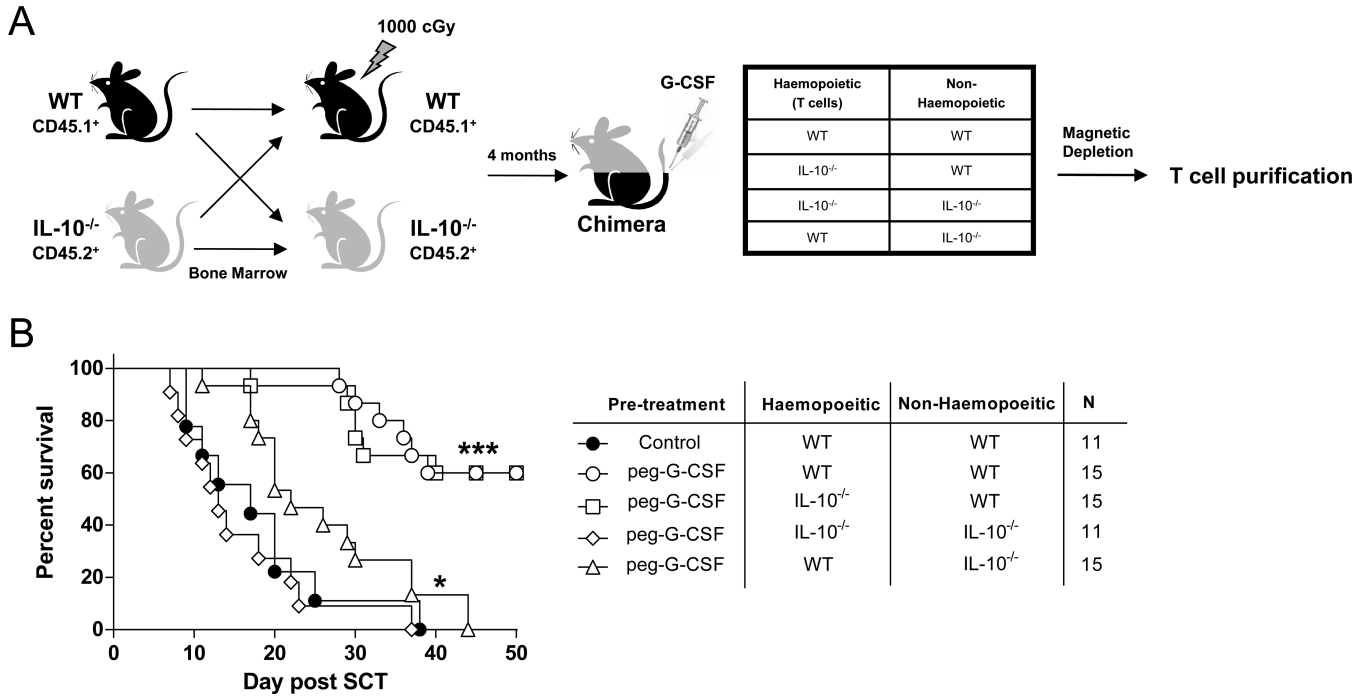 A
1000 cGy
WT
CD45.1⁺
WT
CD45.1⁺
IL-10⁻/⁻
CD45.2⁺
IL-10⁻/⁻
CD45.2⁺
Bone Marrow
4 months
G-CSF
Chimera
Haemopoietic (T cells) Non-Haemopoietic
WT WT
IL-10⁻/⁻ WT
IL-10⁻/⁻ IL-10⁻/⁻
WT IL-10⁻/⁻
Magnetic
Depletion
T cell purification
B
Percent survival
100
80
60
40
20
0
0 10 20 30 40 50
Day post SCT
***
*
Pre-treatment Haemopoeitic Non-Haemopoeitic N
Control WT WT 11
peg-G-CSF WT WT 15
peg-G-CSF IL-10⁻/⁻ WT 15
peg-G-CSF IL-10⁻/⁻ IL-10⁻/⁻ 11
peg-G-CSF WT IL-10⁻/⁻ 15